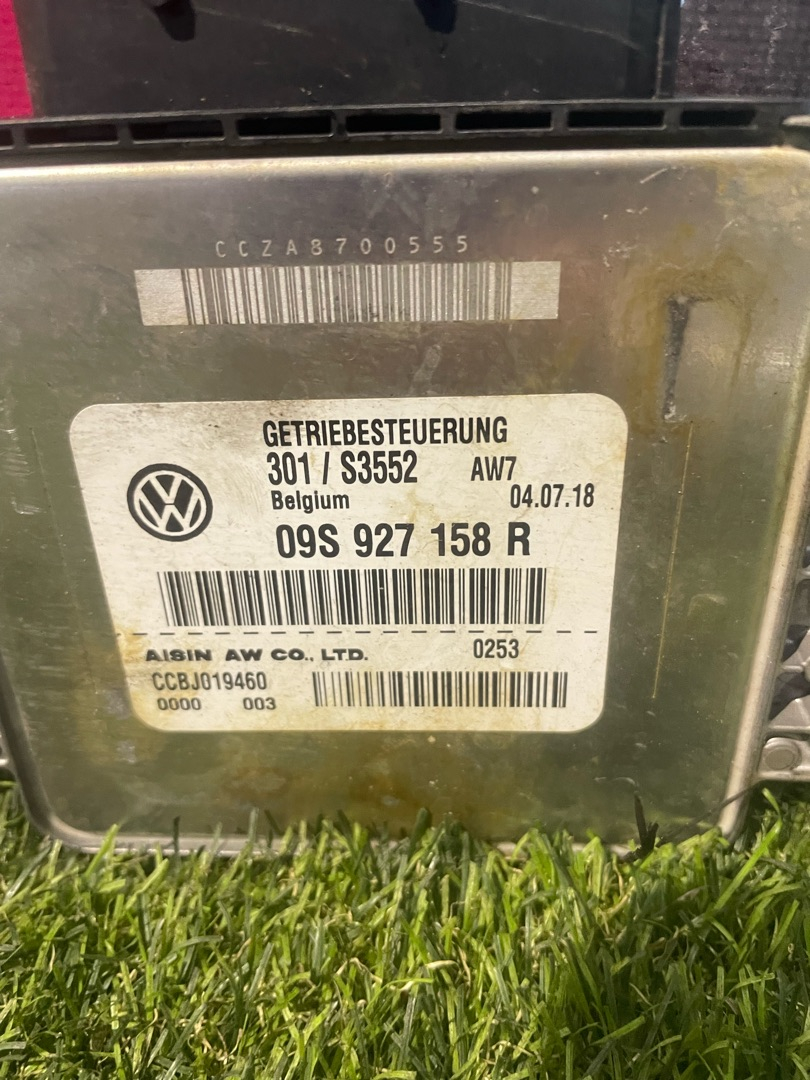 CCZA8700555
GETRIEBESTEUERUNG
301 / S3552 AW7
Belgium 04.07.18
09S 927 158 R
AISIN AW CO., LTD. 0253
CCBJ019460
0000 003